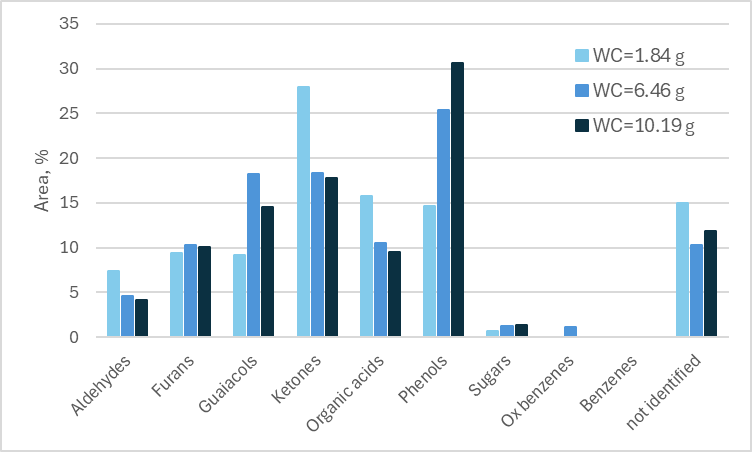 35
30
25
20
15
10
5
0
Area, %
WC=1.84 g
WC=6.46 g
WC=10.19 g
Aldehydes
Furans
Guaiacols
Ketones
Organic acids
Phenols
Sugars
Ox benzenes
Benzenes
not identified